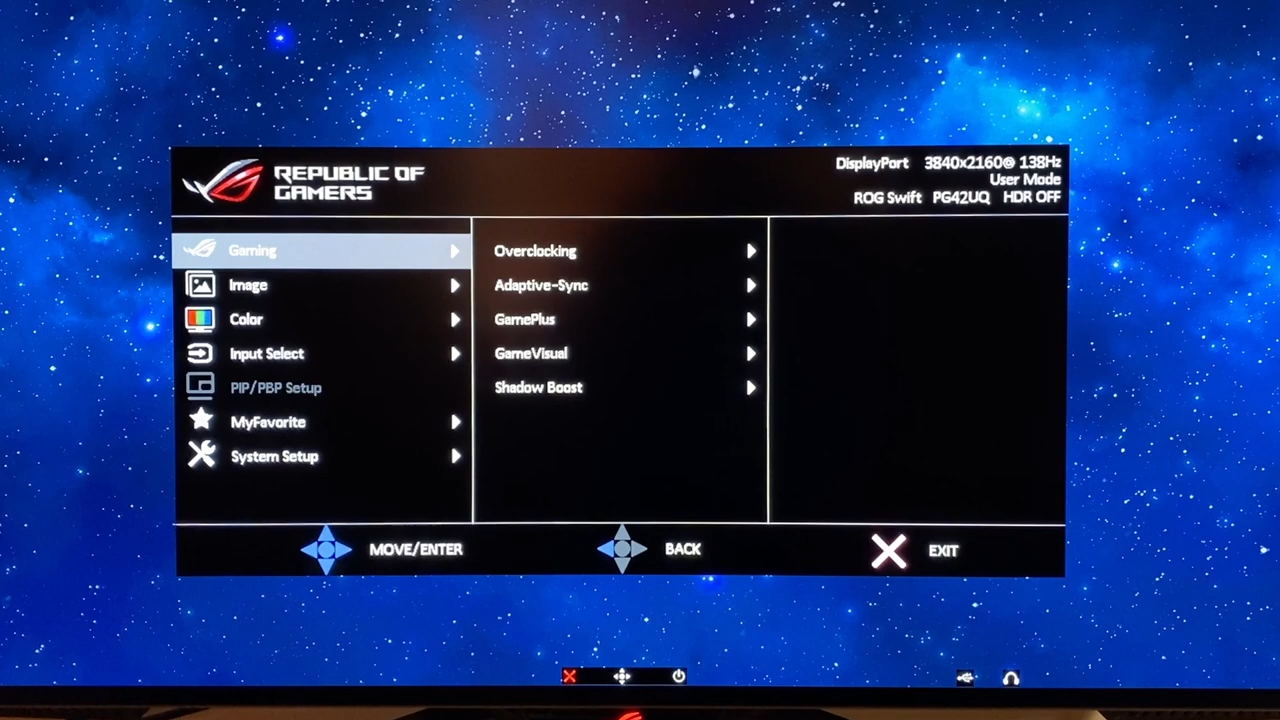 REPUBLIC OF
GAMERS
DisplayPort 3840x2160@ 138Hz
User Mode
ROG Swift PG42UQ HDR OFF
Gaming
Image
Color
Input Select
PIP/PBP Setup
MyFavorite
System Setup
Overclocking
Adaptive-Sync
GamePlus
GameVisual
Shadow Boost
MOVE/ENTER
BACK
EXIT